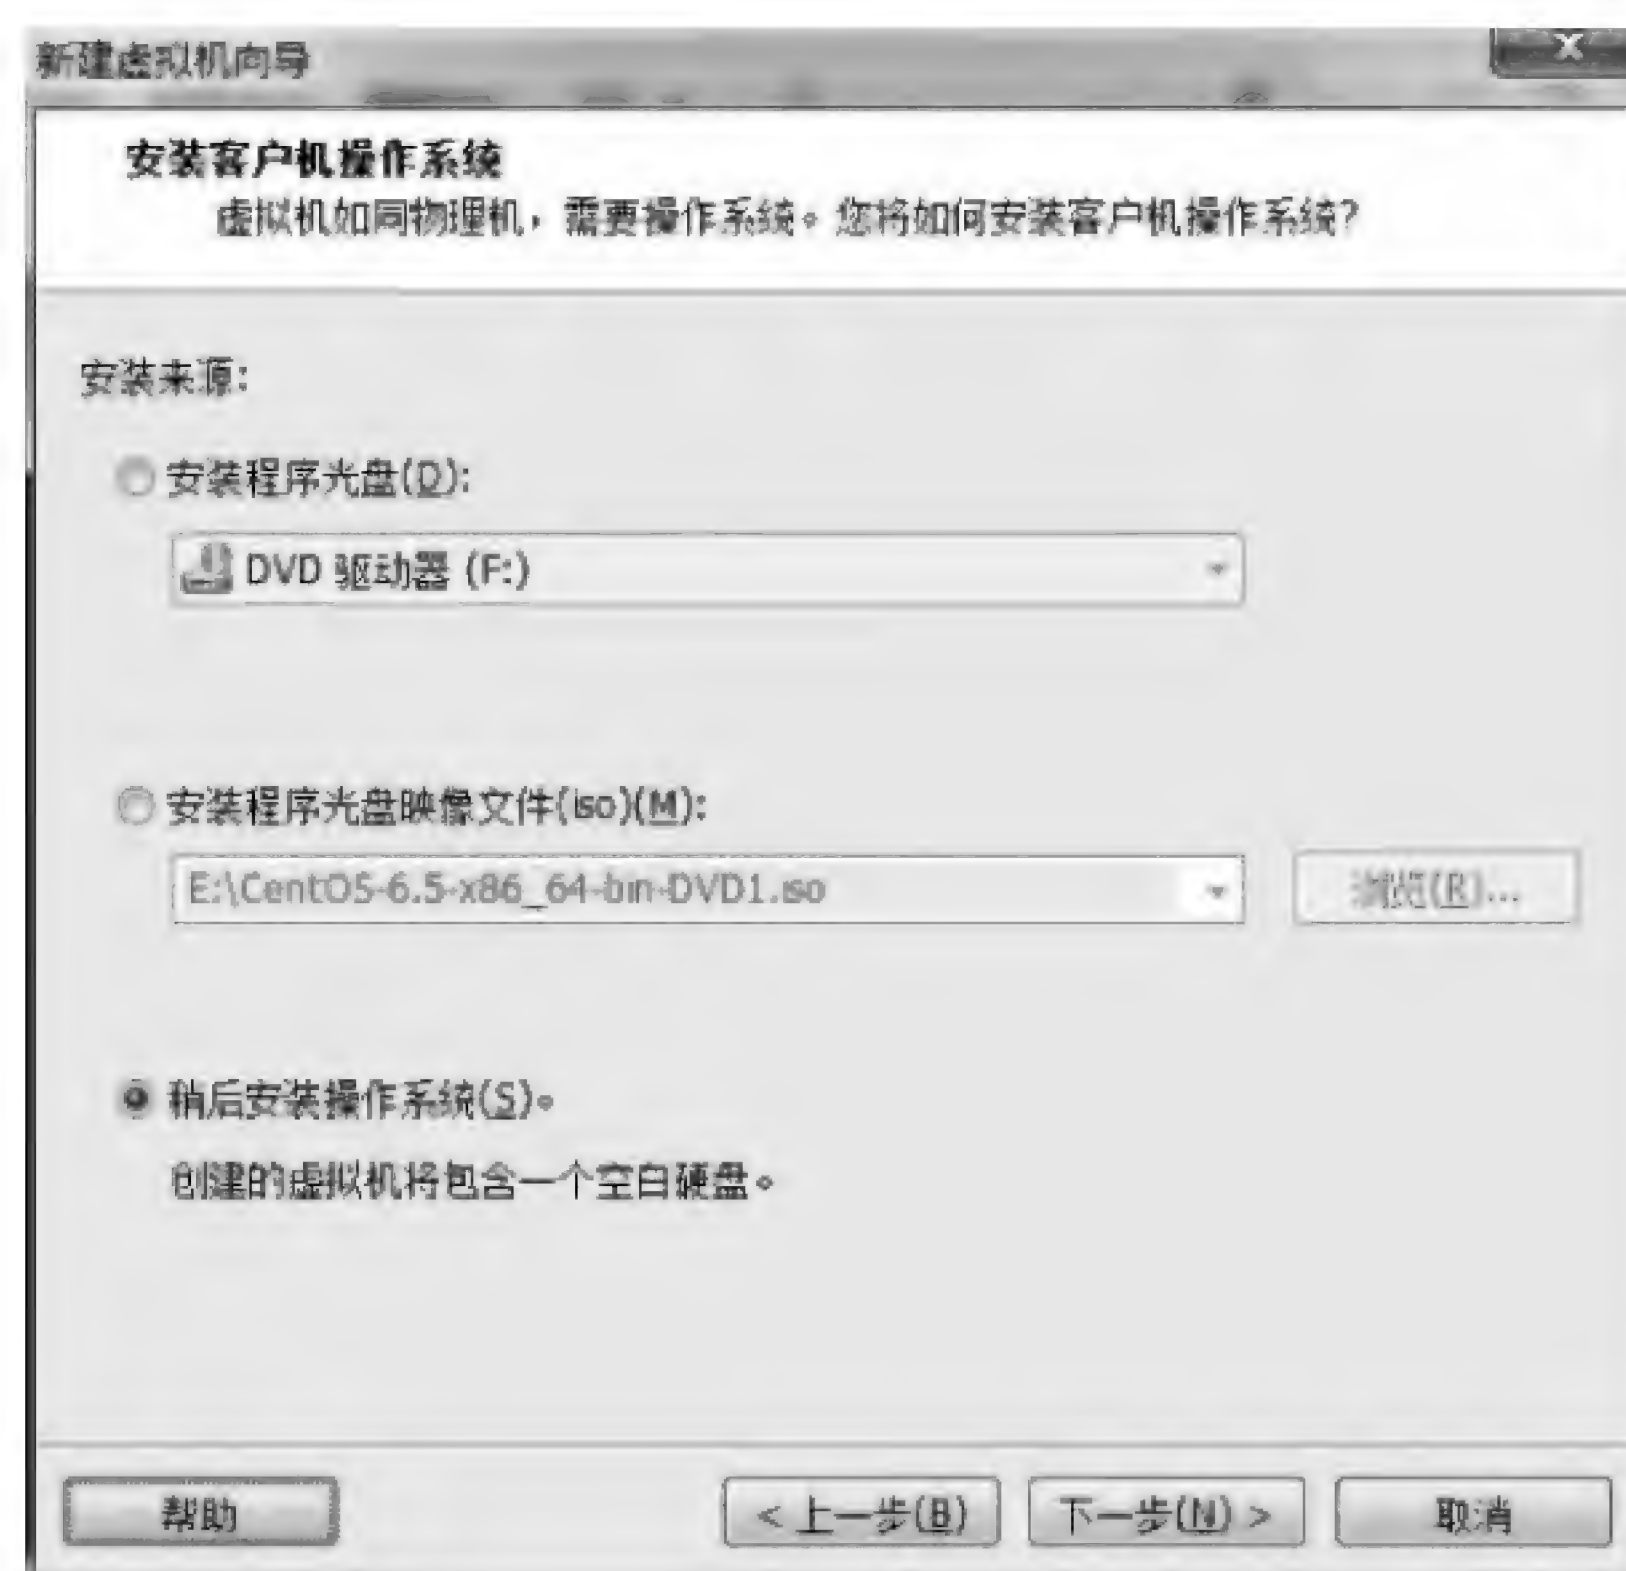 新建虚拟机向导
安装客户机操作系统
虚拟机如同物理机，需要操作系统。您将如何安装客户机操作系统？
安装来源：
安装程序光盘(D):
DVD 驱动器 (F:)
安装程序光盘映像文件(iso)(M):
E:\CentOS-6.5-x86_64-bin-DVD1.iso
浏览(R)...
稍后安装操作系统(S)。
创建的虚拟机将包含一个空白硬盘。
帮助
< 上一步(B)
下一步(N) >
取消